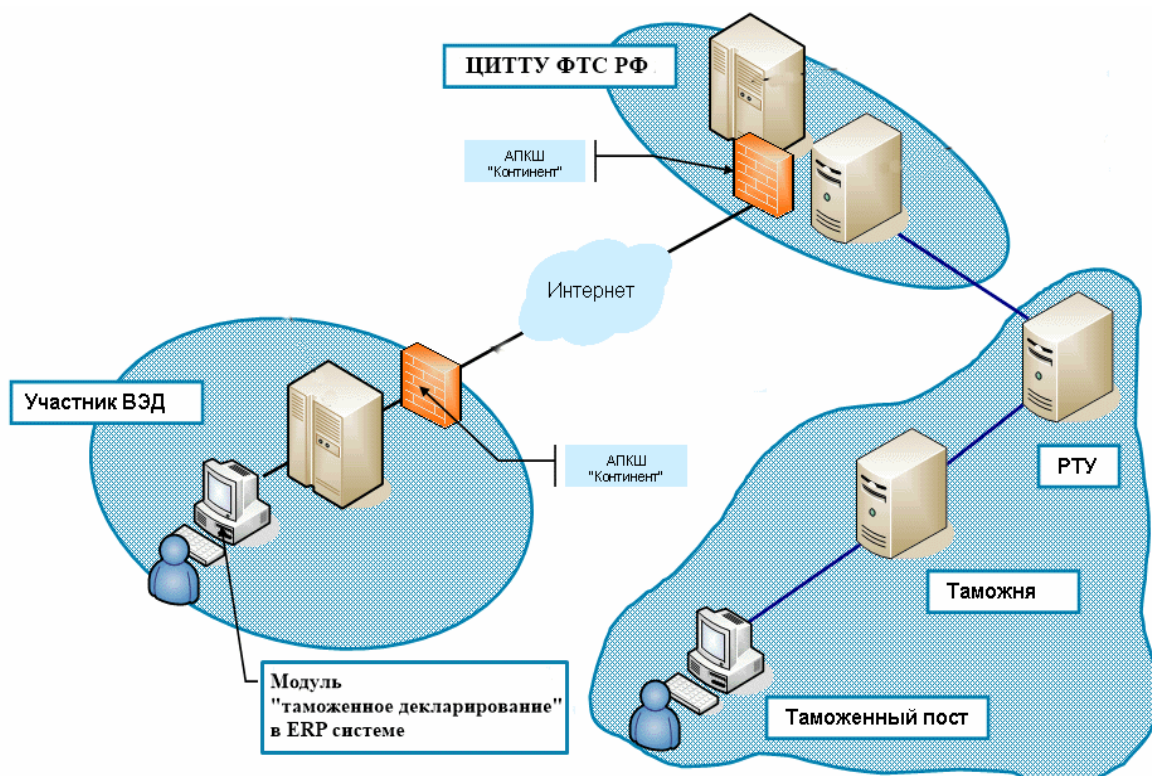 ЦИТТУ ФТС РФ
АПКШ
"Континент"
Интернет
Участник ВЭД
АПКШ
"Континент"
РТУ
Таможня
Модуль
"таможенное декларирование"
в ERP системе
Таможенный пост